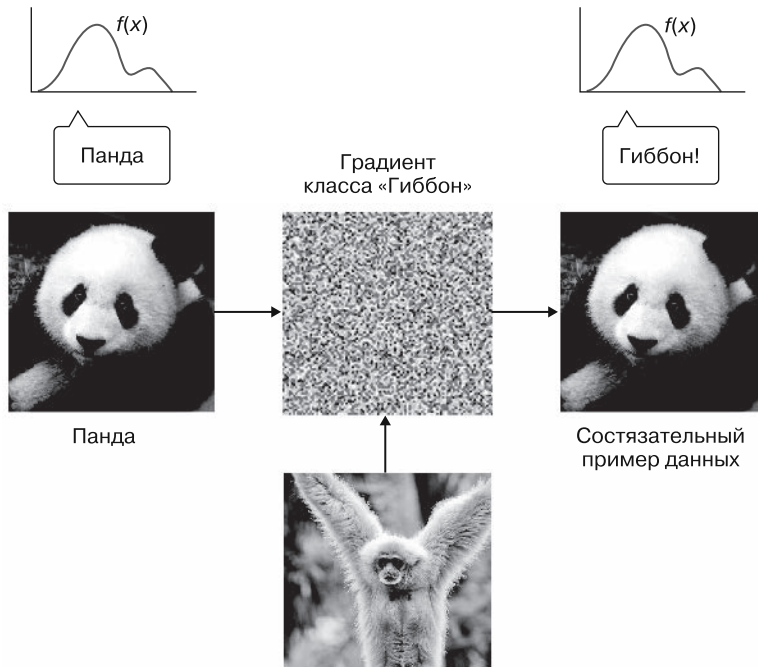 f(x)
f(x)
Панда
Гиббон!
Градиент
класса «Гиббон»
Панда
Состязательный
пример данных